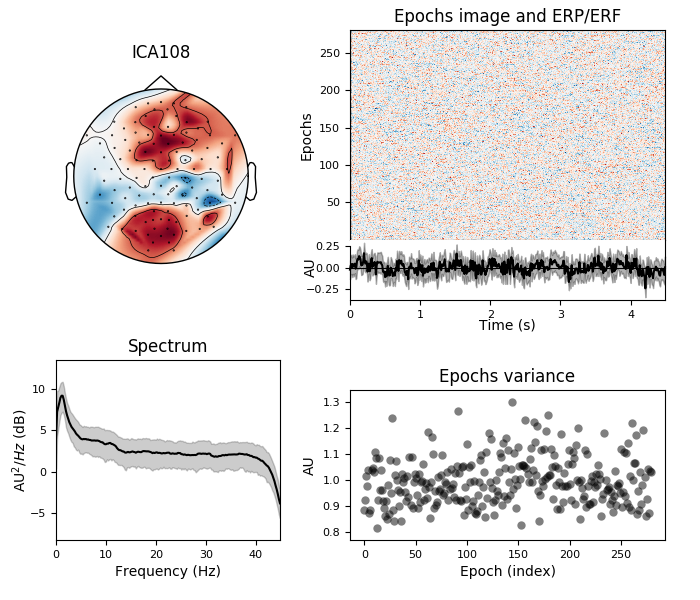 ICA108
Epochs image and ERP/ERF
Epochs
250
200
150
100
50
AU
0.25
0.00
−0.25
0 1 2 3 4
Time (s)
Spectrum
AU²/Hz (dB)
10
5
0
−5
0 10 20 30 40
Frequency (Hz)
Epochs variance
AU
1.3
1.2
1.1
1.0
0.9
0.8
0 50 100 150 200 250
Epoch (index)